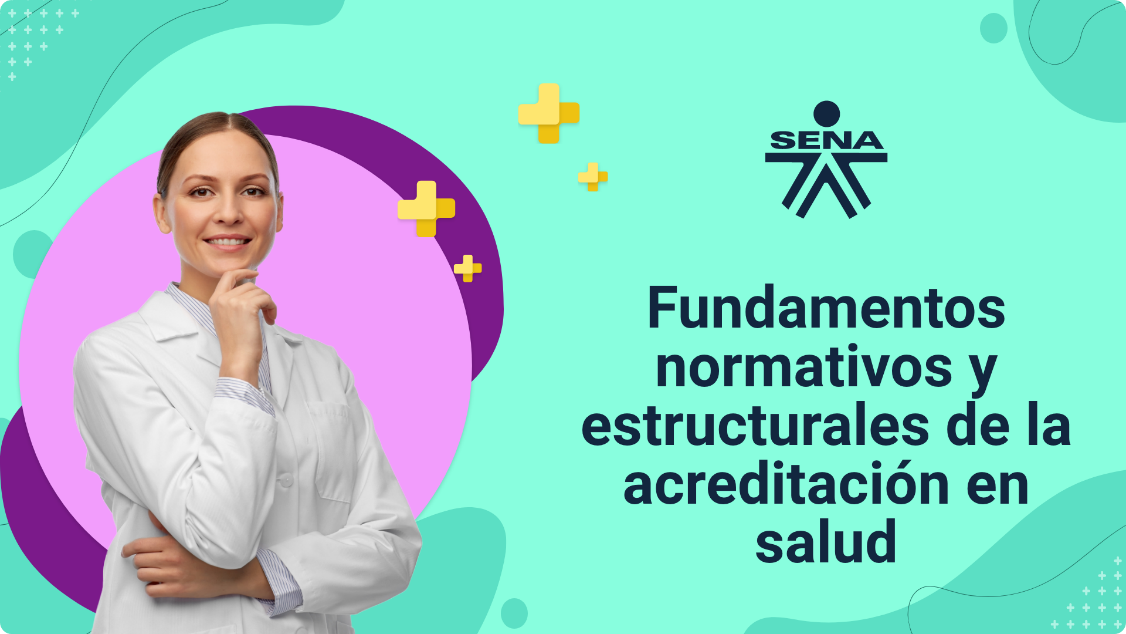 SENA
Fundamentos
normativos y
estructurales de la
acreditación en
salud